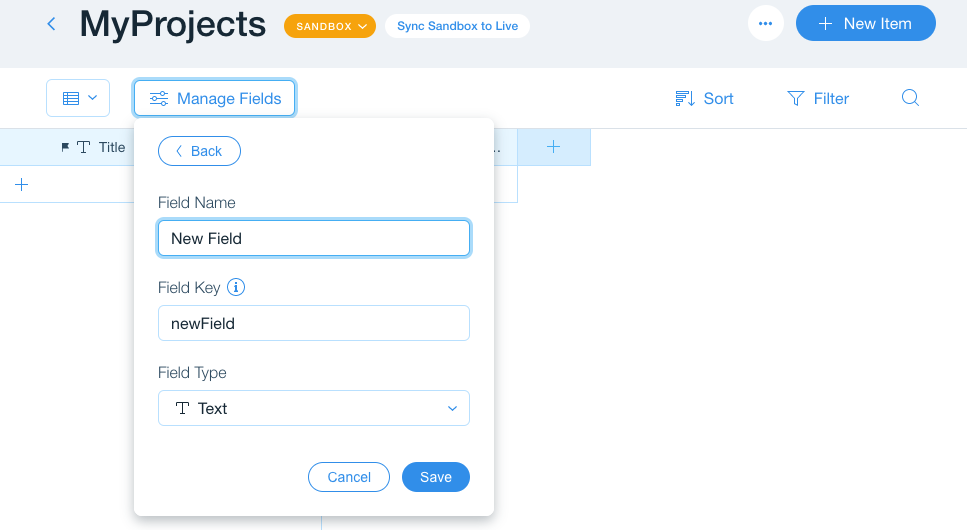 MyProjects
SANDBOX
Sync Sandbox to Live
New Item
Manage Fields
Sort
Filter
Title
Back
Field Name
New Field
Field Key
newField
Field Type
Text
Cancel
Save